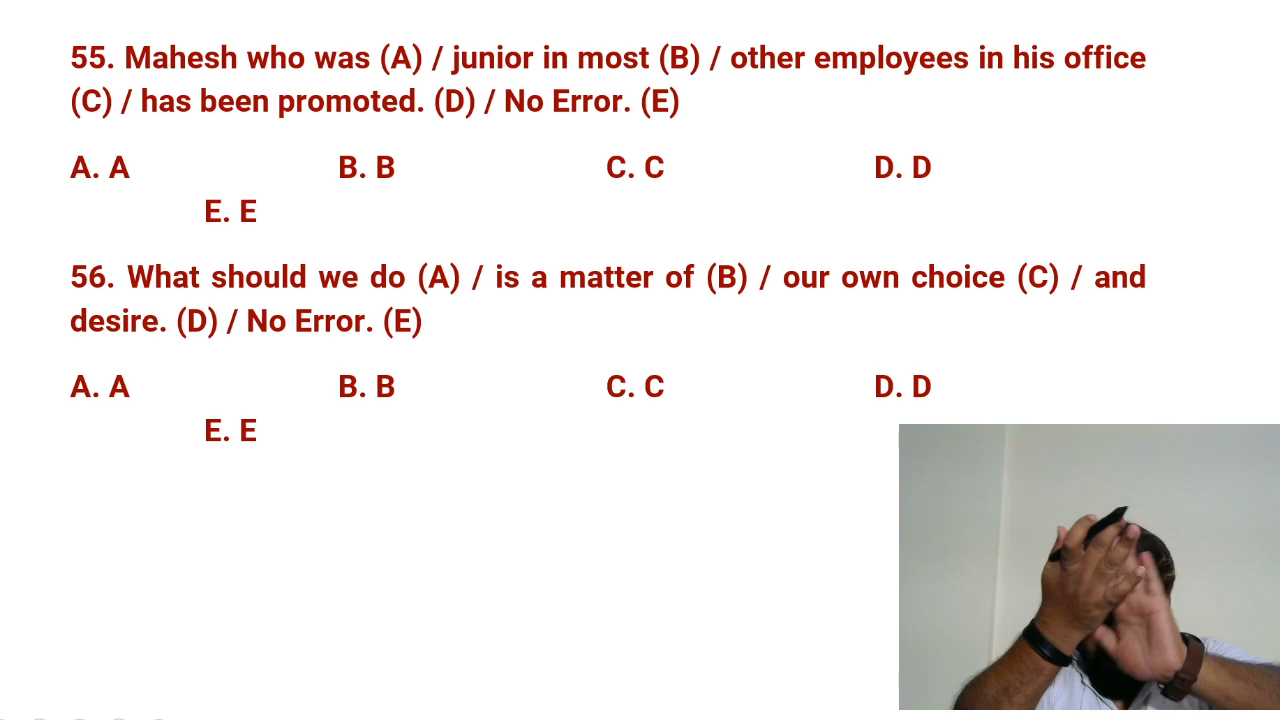 55. Mahesh who was (A) / junior in most (B) / other employees in his office
(C) / has been promoted. (D) / No Error. (E)
A. A B. B C. C D. D
E. E
56. What should we do (A) / is a matter of (B) / our own choice (C) / and
desire. (D) / No Error. (E)
A. A B. B C. C D. D
E. E